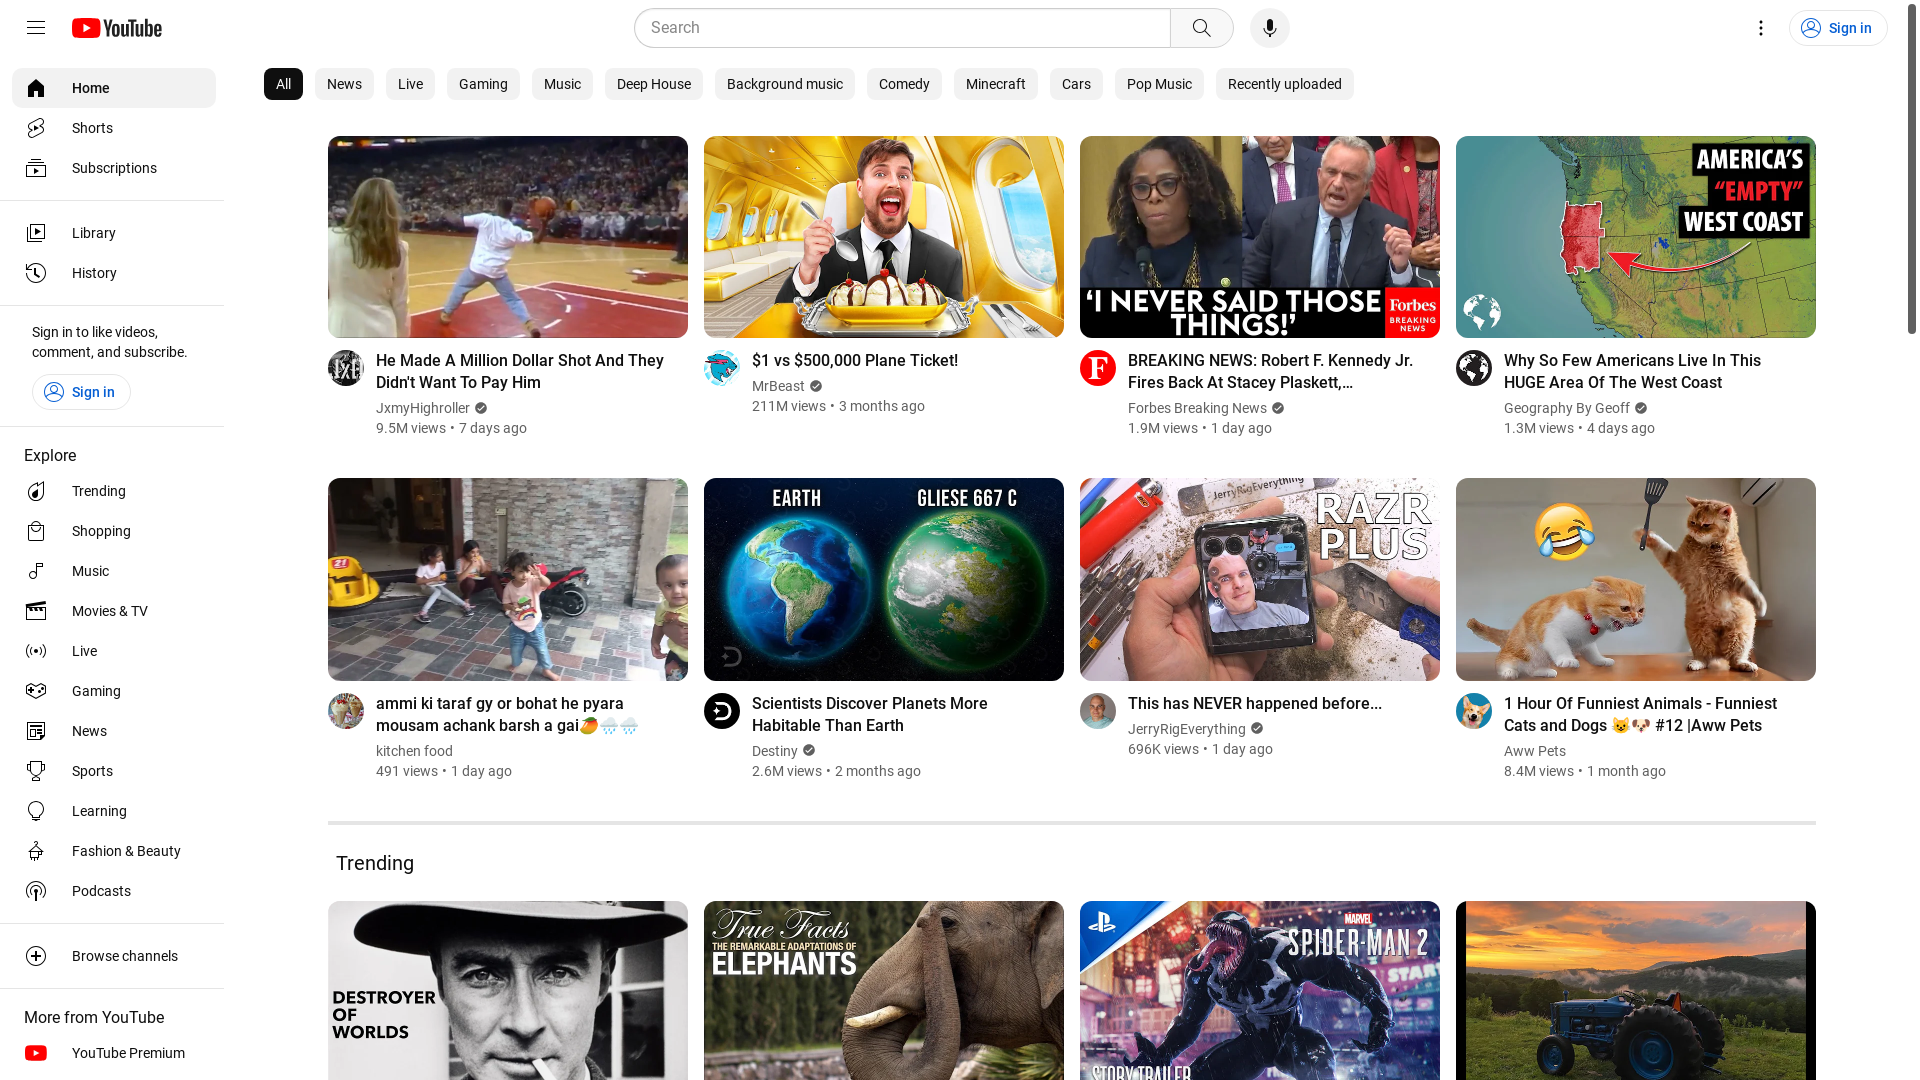 YouTube
Search
Sign in
Home
Shorts
Subscriptions
Library
History
Sign in to like videos,
comment, and subscribe.
Sign in
Explore
Trending
Shopping
Music
Movies & TV
Live
Gaming
News
Sports
Learning
Fashion & Beauty
Podcasts
Browse channels
More from YouTube
YouTube Premium
All
News
Live
Gaming
Music
Deep House
Background music
Comedy
Minecraft
Cars
Pop Music
Recently uploaded
He Made A Million Dollar Shot And They
Didn't Want To Pay Him
JxmyHighroller
9.5M views • 7 days ago
$1 vs $500,000 Plane Ticket!
MrBeast
211M views • 3 months ago
'I NEVER SAID THOSE
THINGS!'
Forbes
BREAKING
NEWS
BREAKING NEWS: Robert F. Kennedy Jr.
Fires Back At Stacey Plaskett,...
Forbes Breaking News
1.9M views • 1 day ago
AMERICA'S
"EMPTY"
WEST COAST
Why So Few Americans Live In This
HUGE Area Of The West Coast
Geography By Geoff
1.3M views • 4 days ago
21
ammi ki taraf gy or bohat he pyara
mousam achank barsh a gai🥭🌧️🌧️
kitchen food
491 views • 1 day ago
EARTH
GLIESE 667 C
Scientists Discover Planets More
Habitable Than Earth
Destiny
2.6M views • 2 months ago
JerryRigEverything
RAZR
PLUS
This has NEVER happened before...
JerryRigEverything
696K views • 1 day ago
1 Hour Of Funniest Animals - Funniest
Cats and Dogs 😺🐶 #12 |Aww Pets
Aww Pets
8.4M views • 1 month ago
Trending
DESTROYER
OF
WORLDS
True Facts
THE REMARKABLE ADAPTATIONS OF
ELEPHANTS
MARVEL
SPIDER-MAN 2
START
STORY TRAILER